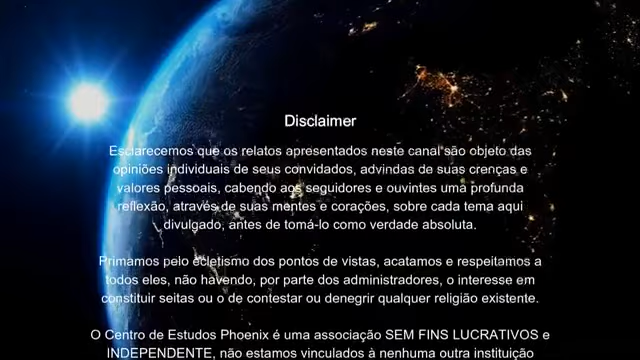 Disclaimer
Esclarecemos que os relatos apresentados neste canal são objeto das
opiniões individuais de seus convidados, advindas de suas crenças e
valores pessoais, cabendo aos seguidores e ouvintes uma profunda
reflexão, através de suas mentes e corações, sobre cada tema aqui
divulgado, antes de tomá-lo como verdade absoluta.
Primamos pelo ecletismo dos pontos de vistas, acatamos e respeitamos a
todos eles, não havendo, por parte dos administradores, o interesse em
constituir seitas ou o de contestar ou denegrir qualquer religião existente.
O Centro de Estudos Phoenix é uma associação SEM FINS LUCRATIVOS e
INDEPENDENTE, não estamos vinculados à nenhuma outra instituição